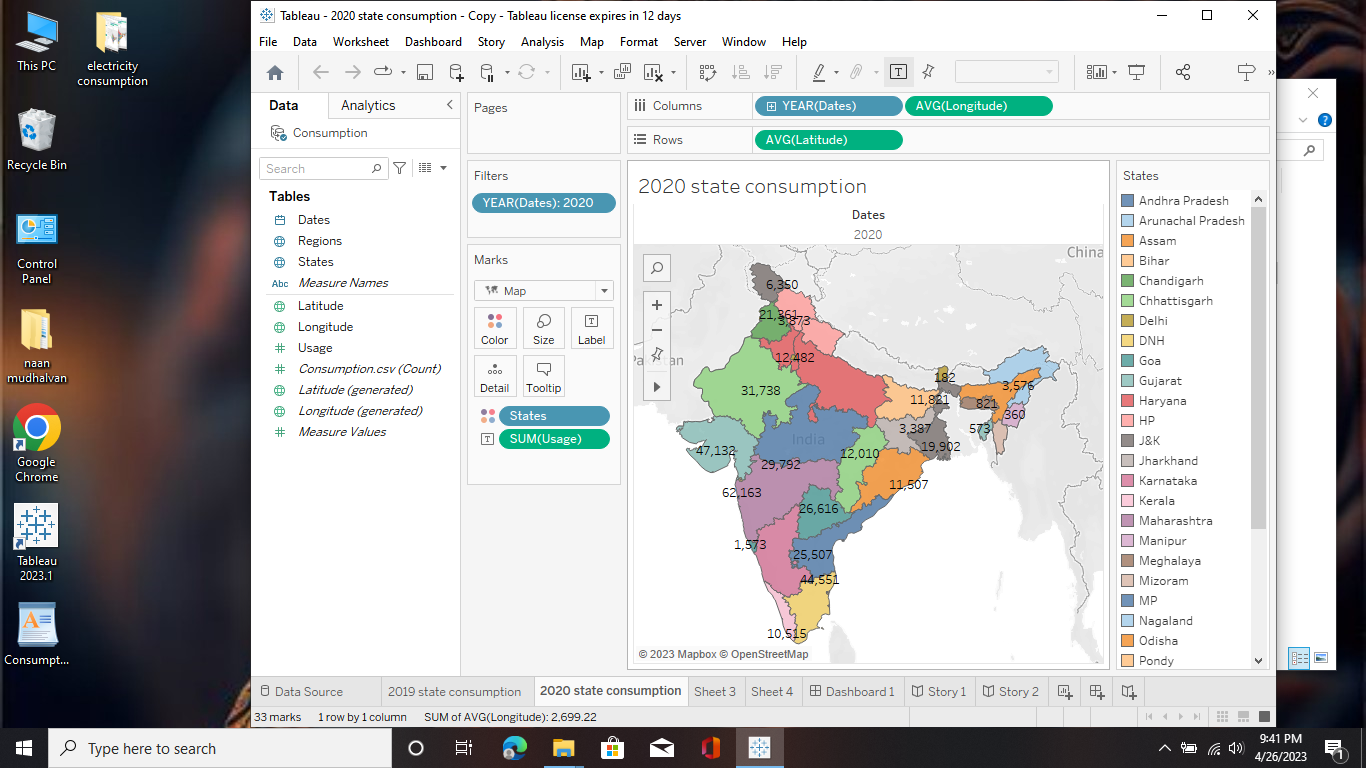 This PC
electricity
consumption
Recycle Bin
Control
Panel
naan
mudhalvan
Google
Chrome
Tableau
2023.1
Consumpt...
Tableau - 2020 state consumption - Copy - Tableau license expires in 12 days
File Data Worksheet Dashboard Story Analysis Map Format Server Window Help
Data Analytics
Consumption
Search
Tables
Dates
Regions
States
Abc Measure Names
Latitude
Longitude
Usage
Consumption.csv (Count)
Latitude (generated)
Longitude (generated)
Measure Values
Pages
Filters
YEAR(Dates): 2020
Marks
Map
Color Size Label
Detail Tooltip
States
SUM(Usage)
Columns YEAR(Dates) AVG(Longitude)
Rows AVG(Latitude)
2020 state consumption
Dates
2020
China
6,350
21,361
12,482
31,738
182
3,576
11,821
821
360
573
3,387
India
19,902
47,132
12,010
29,792
11,507
62,163
26,616
1,573
25,507
44,551
10,515
© 2023 Mapbox © OpenStreetMap
States
Andhra Pradesh
Arunachal Pradesh
Assam
Bihar
Chandigarh
Chhattisgarh
Delhi
DNH
Goa
Gujarat
Haryana
HP
J&K
Jharkhand
Karnataka
Kerala
Maharashtra
Manipur
Meghalaya
Mizoram
MP
Nagaland
Odisha
Pondy
Data Source 2019 state consumption 2020 state consumption Sheet 3 Sheet 4 Dashboard 1 Story 1 Story 2
33 marks 1 row by 1 column SUM of AVG(Longitude): 2,699.22
Type here to search
9:41 PM
4/26/2023
1